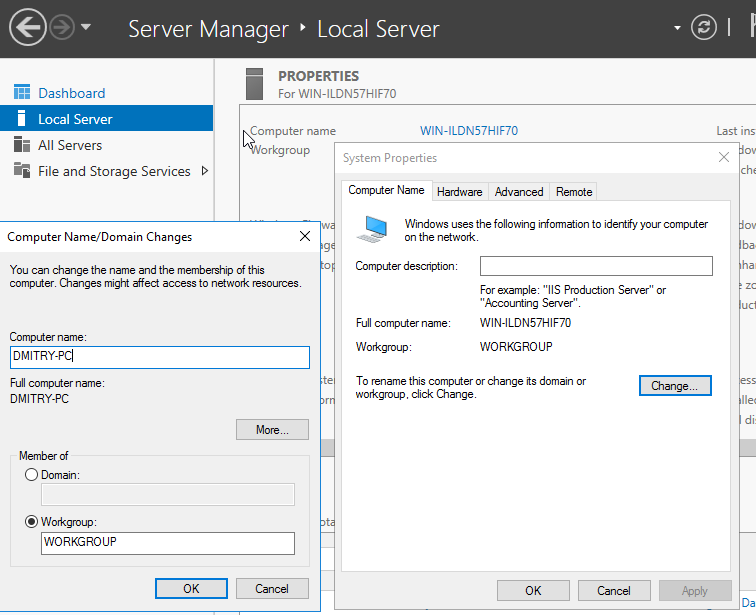 Server Manager ‣ Local Server
Dashboard
Local Server
All Servers
File and Storage Services
PROPERTIES
For WIN-ILDN57HIF70
Computer name
WIN-ILDN57HIF70
Last ins
Workgroup
System Properties
Computer Name
Hardware
Advanced
Remote
Windows uses the following information to identify your computer
on the network.
Computer description:
For example: "IIS Production Server" or
"Accounting Server".
Full computer name:
WIN-ILDN57HIF70
Workgroup:
WORKGROUP
To rename this computer or change its domain or
workgroup, click Change.
Change...
OK
Cancel
Apply
Computer Name/Domain Changes
You can change the name and the membership of this
computer. Changes might affect access to network resources.
Computer name:
DMITRY-PC
Full computer name:
DMITRY-PC
More...
Member of
Domain:
Workgroup:
WORKGROUP
OK
Cancel
Da